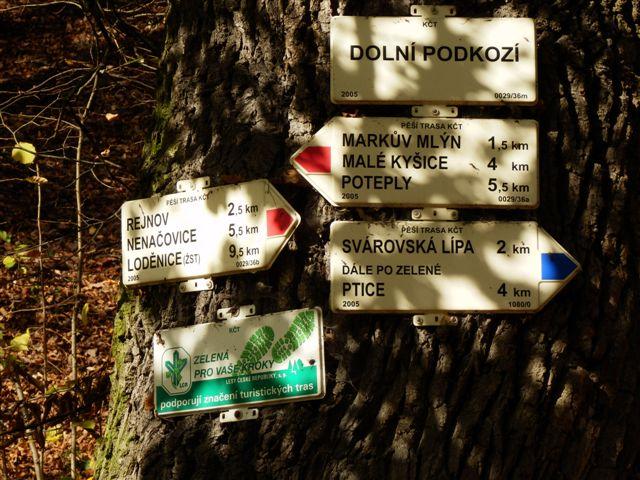 KČT
DOLNÍ PODKOZÍ
2005 0029/36m
PĚŠÍ TRASA KČT
MARKŮV MLÝN 1,5 km
MALÉ KYŠICE 4 km
POTEPLY 5,5 km
2005 0029/36a
PĚŠÍ TRASA KČT
REJNOV 2,5 km
NENAČOVICE 5,5 km
LODĚNICE (ŽST) 9,5 km
2005 0029/36b
PĚŠÍ TRASA KČT
SVÁROVSKÁ LÍPA 2 km
DÁLE PO ZELENÉ
PTICE 4 km
2005 1080/0
KČT
ZELENÁ
PRO VAŠE KROKY
LESY ČESKÉ REPUBLIKY, s. p.
podporují značení turistických tras